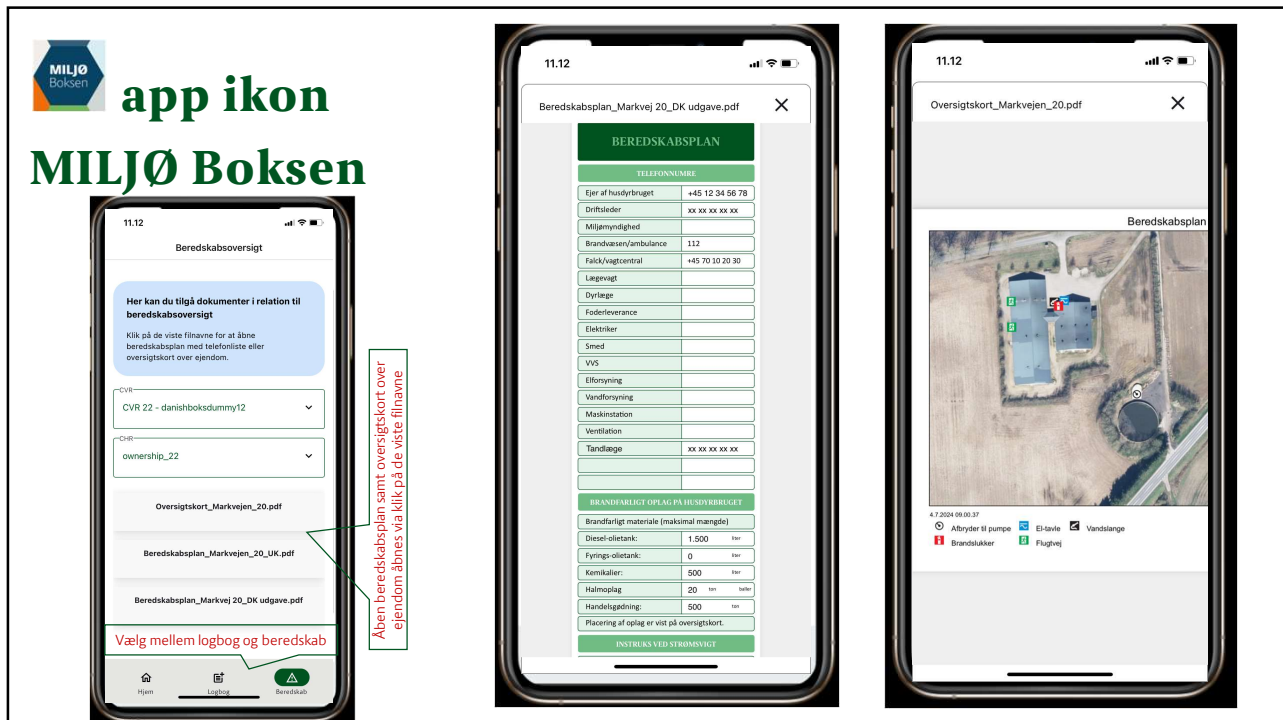 MILJØ
Boksen
app ikon
MILJØ Boksen
11.12
Beredskabsoversigt
Her kan du tilgå dokumenter i relation til
beredskabsoversigt
Klik på de viste filnavne for at åbne
beredskabsplan med telefonliste eller
oversigtskort over ejendom.
CVR
CVR 22 - danishboksdummy12
CHR
ownership_22
Oversigtskort_Markvejen_20.pdf
Beredskabsplan_Markvejen_20_UK.pdf
Beredskabsplan_Markvej 20_DK udgave.pdf
Vælg mellem logbog og beredskab
Hjem
Logbog
Beredskab
Åben beredskabsplan samt oversigtskort over
ejendom åbnes via klik på de viste filnavne
11.12
Beredskabsplan_Markvej 20_DK udgave.pdf
BEREDSKABSPLAN
TELEFONNUMRE
Ejer af husdyrbruget +45 12 34 56 78
Driftsleder xx xx xx xx xx
Miljømyndighed
Brandvæsen/ambulance 112
Falck/vagtcentral +45 70 10 20 30
Lægevagt
Dyrlæge
Foderleverance
Elektriker
Smed
VVS
Elforsyning
Vandforsyning
Maskinstation
Ventilation
Tandlæge xx xx xx xx xx
BRANDFARLIGT OPLAG PÅ HUSDYRBRUGET
Brandfarligt materiale (maksimal mængde)
Diesel-olietank: 1.500 liter
Fyrings-olietank: 0 liter
Kemikalier: 500 liter
Halmoplag 20 ton baller
Handelsgødning: 500 ton
Placering af oplag er vist på oversigtskort.
INSTRUKS VED STRØMSVIGT
11.12
Oversigtskort_Markvejen_20.pdf
Beredskabsplan
4.7.2024 09.00.37
Afbryder til pumpe El-tavle Vandslange
Brandslukker Flugtvej